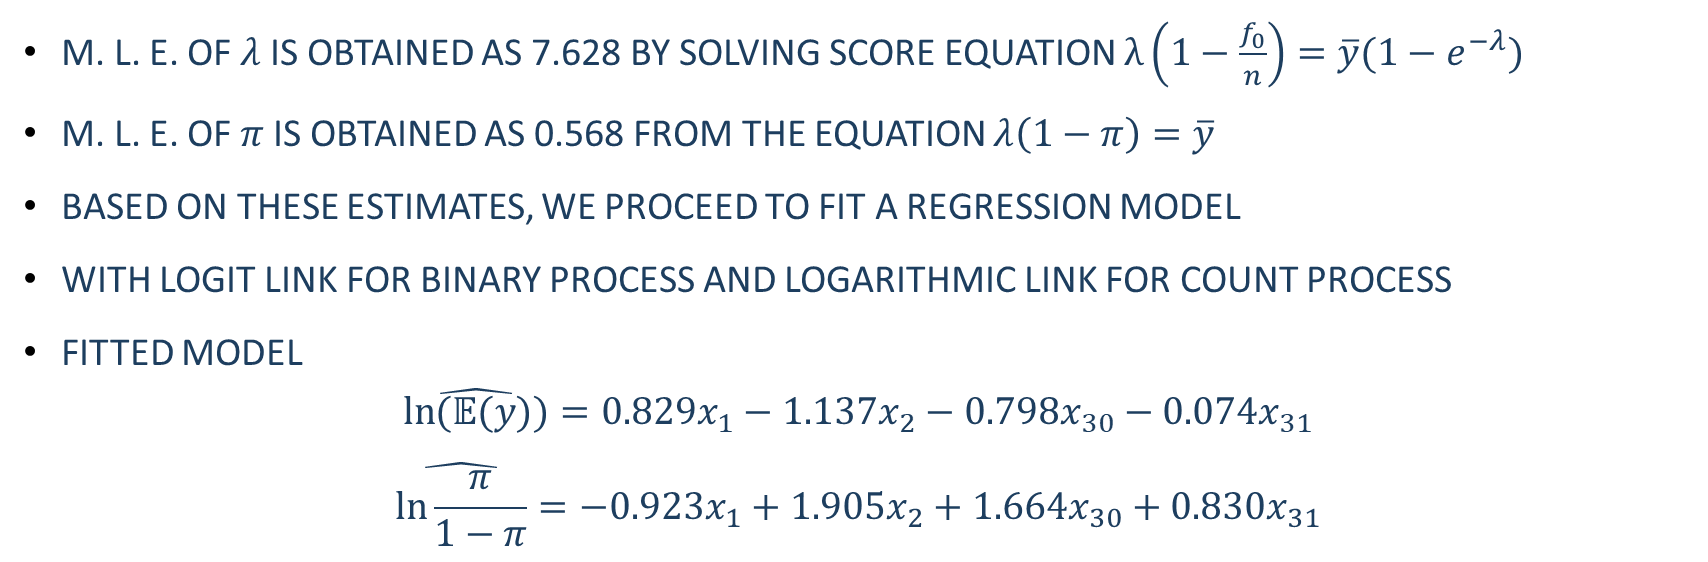 • M. L. E. OF λ IS OBTAINED AS 7.628 BY SOLVING SCORE EQUATION λ(1 − f₀/n) = ȳ(1 − e^{−λ})
• M. L. E. OF π IS OBTAINED AS 0.568 FROM THE EQUATION λ(1 − π) = ȳ
• BASED ON THESE ESTIMATES, WE PROCEED TO FIT A REGRESSION MODEL
• WITH LOGIT LINK FOR BINARY PROCESS AND LOGARITHMIC LINK FOR COUNT PROCESS
• FITTED MODEL
ln(\widehat{𝔼(y)}) = 0.829x₁ − 1.137x₂ − 0.798x₃₀ − 0.074x₃₁
ln \widehat{π/(1 − π)} = −0.923x₁ + 1.905x₂ + 1.664x₃₀ + 0.830x₃₁